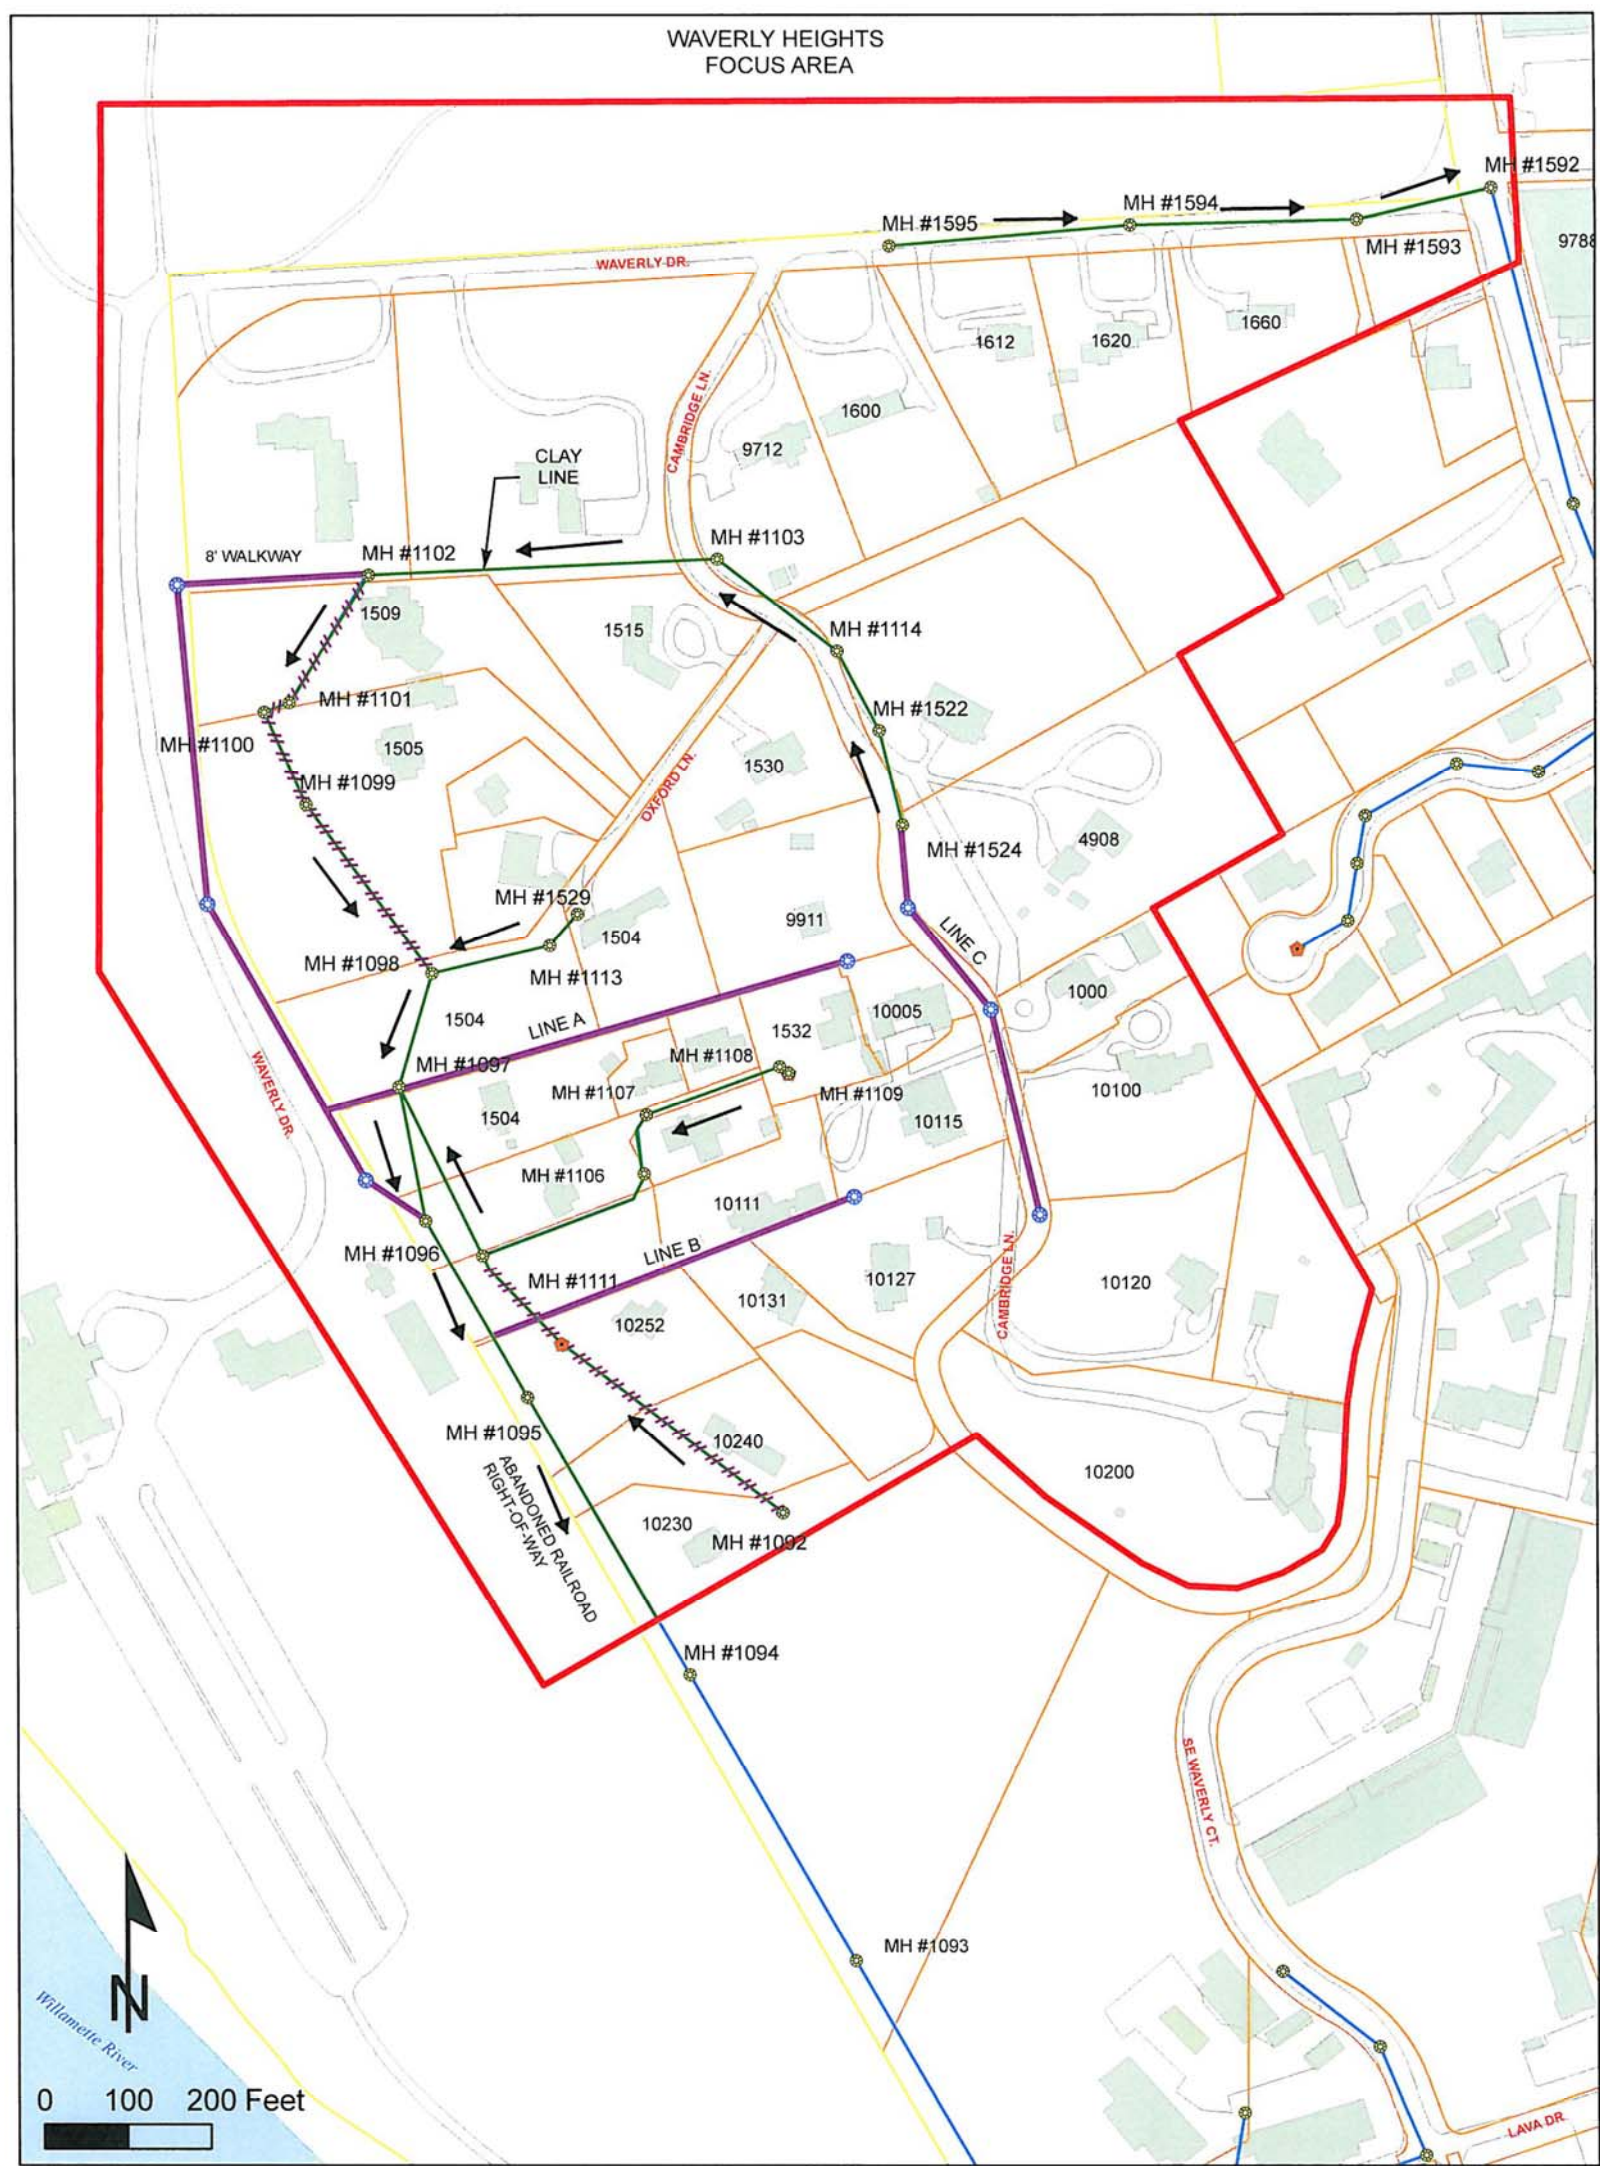 WAVERLY HEIGHTS
FOCUS AREA
MH #1592
MH #1594
MH #1595
MH #1593
9788
WAVERLY DR.
1660
1612
1620
CAMBRIDGE LN.
1600
9712
CLAY
LINE
8' WALKWAY
MH #1102
MH #1103
1509
1515
MH #1114
MH #1101
MH #1522
MH #1100
1505
1530
MH #1099
OXFORD LN.
4908
MH #1524
MH #1529
9911
1504
LINE C
MH #1098
MH #1113
1000
1504
LINE A
10005
1532
MH #1108
MH #1097
MH #1107
MH #1109
10100
WAVERLY DR.
1504
10115
MH #1106
10111
MH #1096
LINE B
MH #1111
10127
10120
CAMBRIDGE LN.
10131
10252
MH #1095
10240
ABANDONED RAILROAD
RIGHT-OF-WAY
10200
10230
MH #1092
MH #1094
SE WAVERLY CT.
MH #1093
N
Willamette River
0 100 200 Feet
LAVA DR.